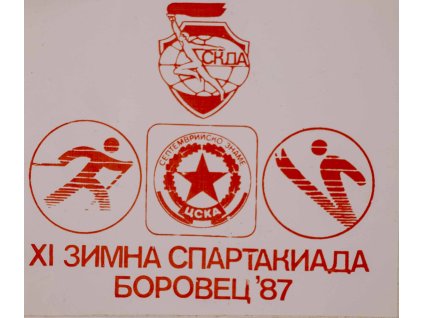 СКДА
СЕПТЕМВРИЙСКО ЗНАМЕ
ЦСКА
XI ЗИМНА СПАРТАКИАДА
БОРОВЕЦ '87